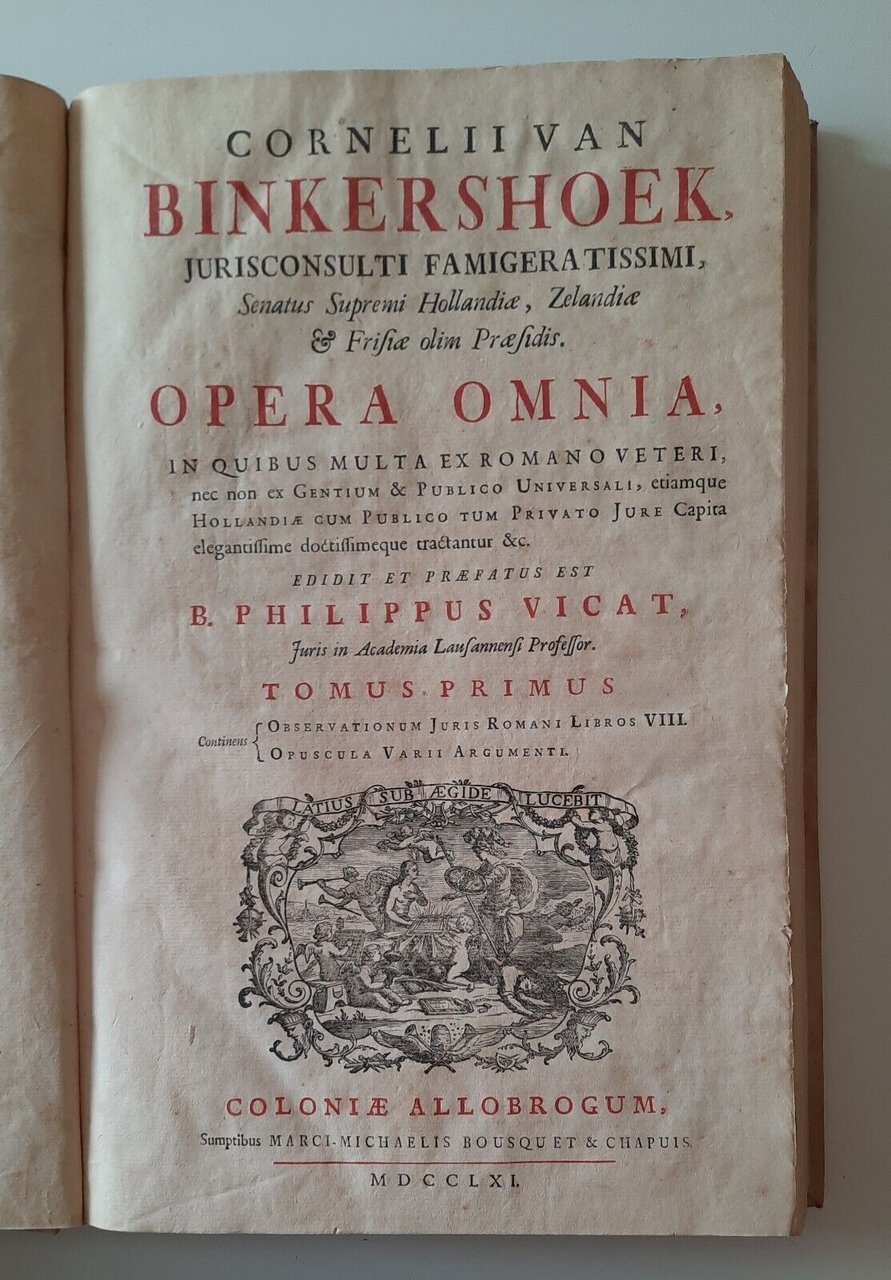 CORNELII VAN
BINKERSHOEK,
JURISCONSULTI FAMIGERATISSIMI,
Senatus Supremi Hollandiæ, Zelandiæ
& Friſiæ olim Præſidis.
OPERA OMNIA,
IN QUIBUS MULTA EX ROMANO VETERI,
nec non ex GENTIUM & PUBLICO UNIVERSALI, etiamque
HOLLANDIÆ CUM PUBLICO TUM PRIVATO JURE Capita
elegantiſſime doctiſſimeque tractantur &c.
EDIDIT ET PRÆFATUS EST
B. PHILIPPUS VICAT,
Juris in Academia Lauſannenſi Profeſſor.
TOMUS PRIMUS
Continens { OBSERVATIONUM JURIS ROMANI LIBROS VIII.
OPUSCULA VARII ARGUMENTI.
LATIUS SUB ÆGIDE LUCEBIT
COLONIÆ ALLOBROGUM,
Sumptibus MARCI-MICHAELIS BOUSQUET & CHAPUIS.
MDCCLXI.